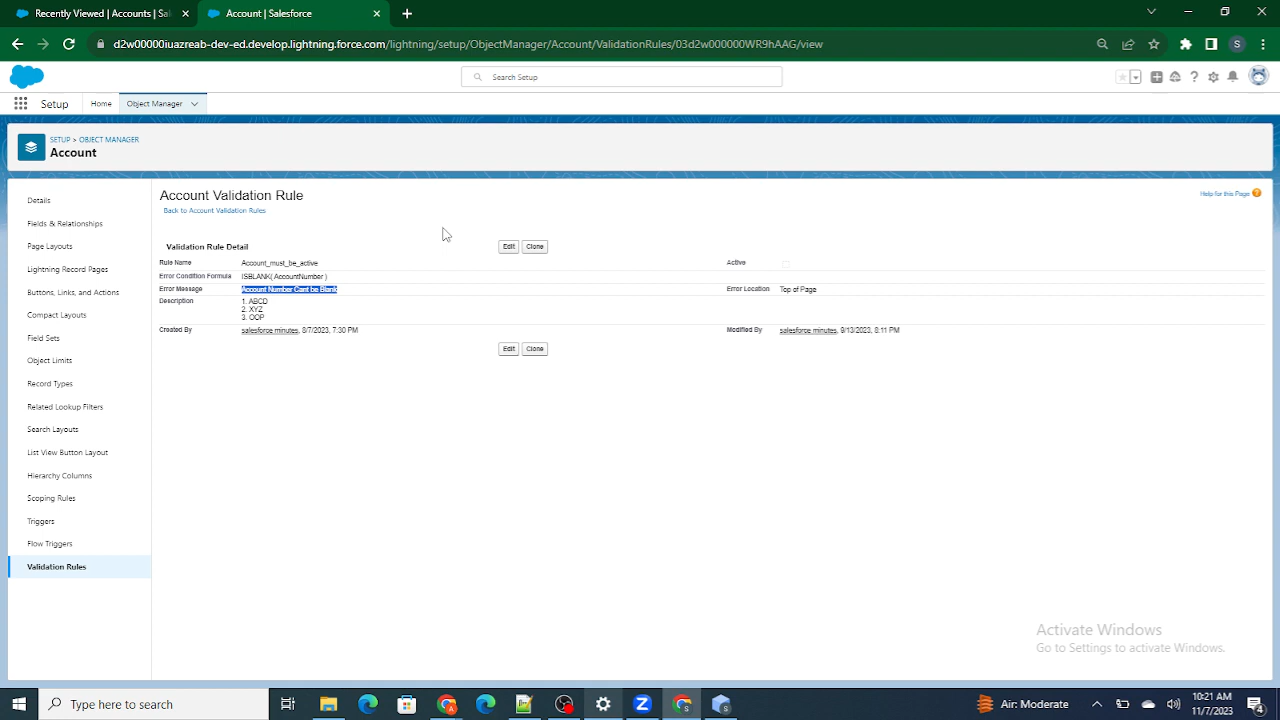 Recently Viewed | Accounts | Sal
Account | Salesforce
d2w00000iuazreab-dev-ed.develop.lightning.force.com/lightning/setup/ObjectManager/Account/ValidationRules/03d2w000000WR9hAAG/view
S
Search Setup
Setup Home Object Manager
SETUP > OBJECT MANAGER
Account
Details
Fields & Relationships
Page Layouts
Lightning Record Pages
Buttons, Links, and Actions
Compact Layouts
Field Sets
Object Limits
Record Types
Related Lookup Filters
Search Layouts
List View Button Layout
Hierarchy Columns
Scoping Rules
Triggers
Flow Triggers
Validation Rules
Account Validation Rule
Help for this Page
Back to Account Validation Rules
Validation Rule Detail Edit Clone
Rule Name Account_must_be_active Active
Error Condition Formula ISBLANK( AccountNumber )
Error Message Account Number Cant be Blank Error Location Top of Page
Description 1. ABCD
2. XYZ
3. OOP
Created By salesforce minutes, 8/7/2023, 7:30 PM Modified By salesforce minutes, 9/13/2023, 8:11 PM
Edit Clone
Activate Windows
Go to Settings to activate Windows.
Type here to search
Air: Moderate
10:21 AM
11/7/2023
4